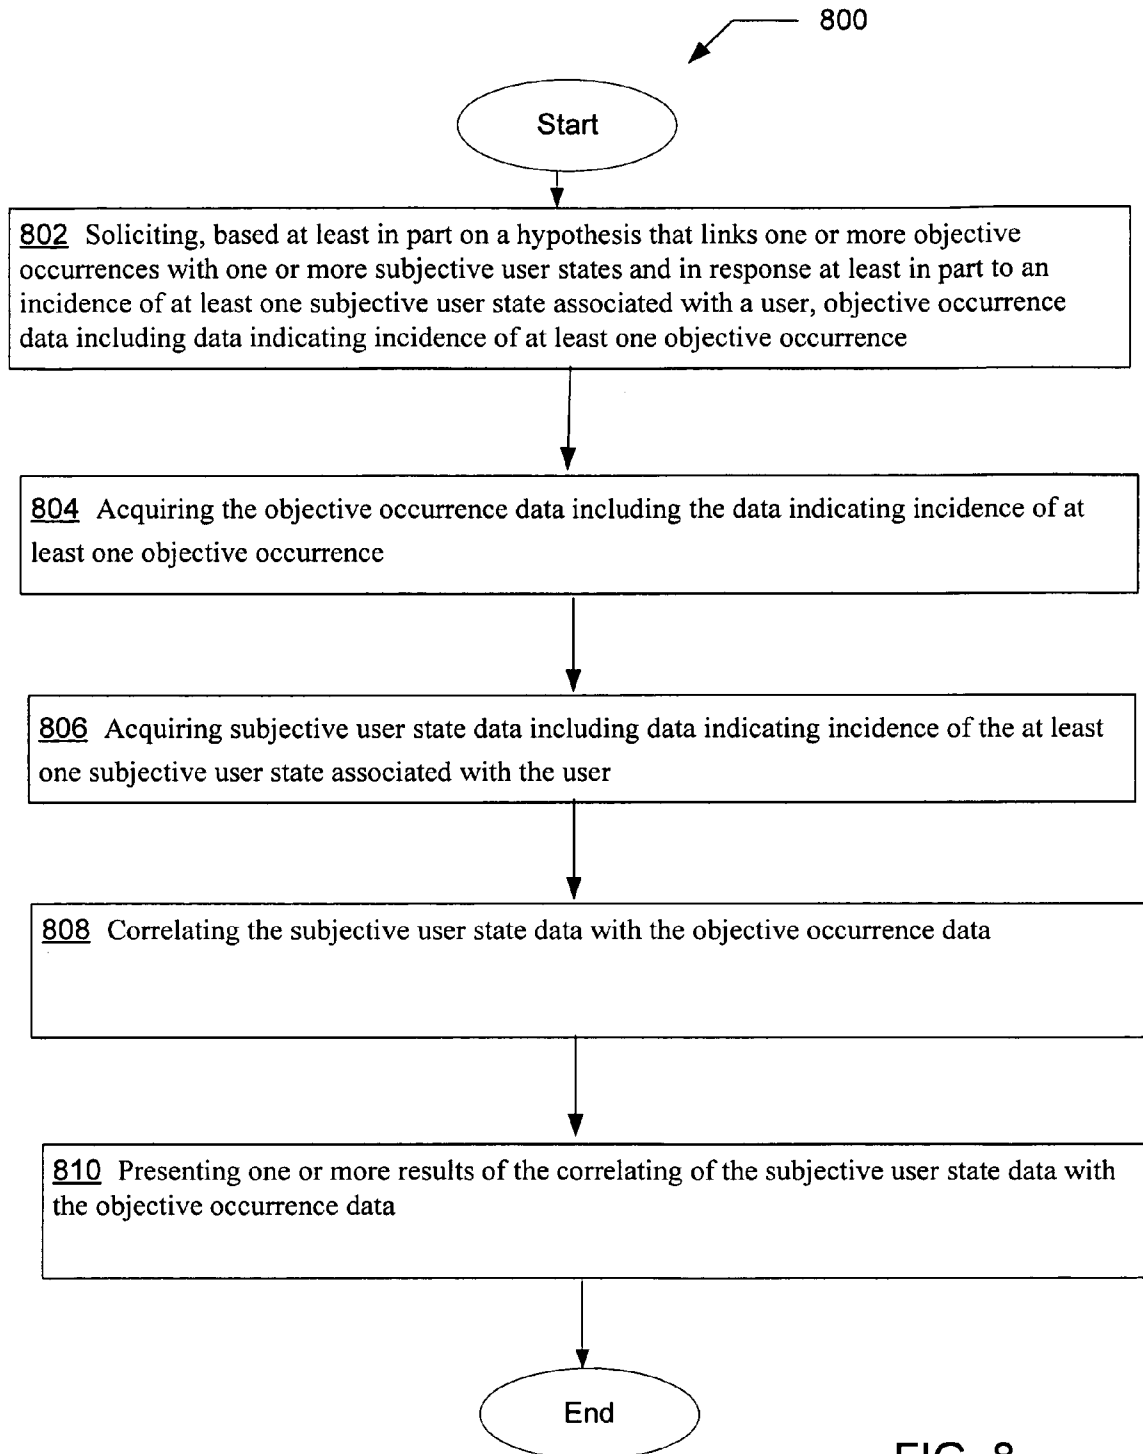 800
Start
802 Soliciting, based at least in part on a hypothesis that links one or more objective
occurrences with one or more subjective user states and in response at least in part to an
incidence of at least one subjective user state associated with a user, objective occurrence
data including data indicating incidence of at least one objective occurrence
804 Acquiring the objective occurrence data including the data indicating incidence of at
least one objective occurrence
806 Acquiring subjective user state data including data indicating incidence of the at least
one subjective user state associated with the user
808 Correlating the subjective user state data with the objective occurrence data
810 Presenting one or more results of the correlating of the subjective user state data with
the objective occurrence data
End
FIG. 8